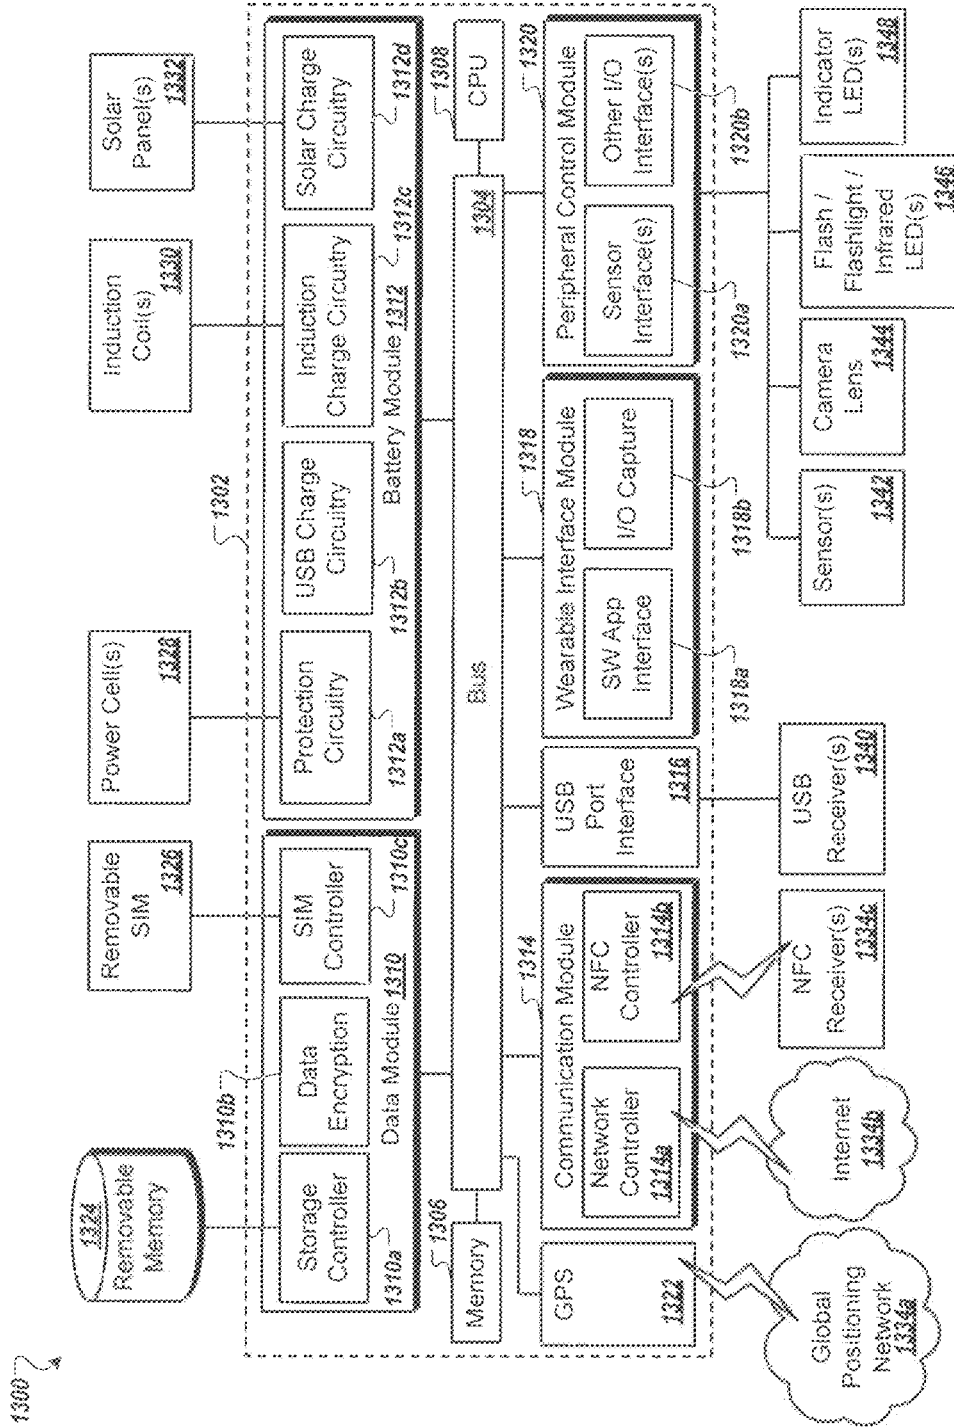 1300
1324
Removable
Memory
Removable
SIM
1326
Power Cell(s)
1328
Induction
Coil(s)
1330
Solar
Panel(s)
1332
1302
1310b
Storage
Controller
1310a
Data
Encryption
SIM
Controller
1310c
Data Module 1310
Protection
Circuitry
1312a
USB Charge
Circuitry
1312b
Induction
Charge Circuitry
1312c
Solar Charge
Circuitry
1312d
Battery Module 1312
1306
Memory
Bus
1304
1308
CPU
GPS
1322
1314
Communication Module
Network
Controller
1314a
NFC
Controller
1314b
USB
Port
Interface
1316
1318
Wearable Interface Module
SW App
Interface
1318a
I/O Capture
1318b
1320
Peripheral Control Module
Sensor
Interface(s)
1320a
Other I/O
Interface(s)
1320b
Global
Positioning
Network
1334a
Internet
1334b
NFC
Receiver(s)
1334c
USB
Receiver(s)
1340
Sensor(s)
1342
Camera
Lens
1344
Flash /
Flashlight /
Infrared
LED(s)
1346
Indicator
LED(s)
1348